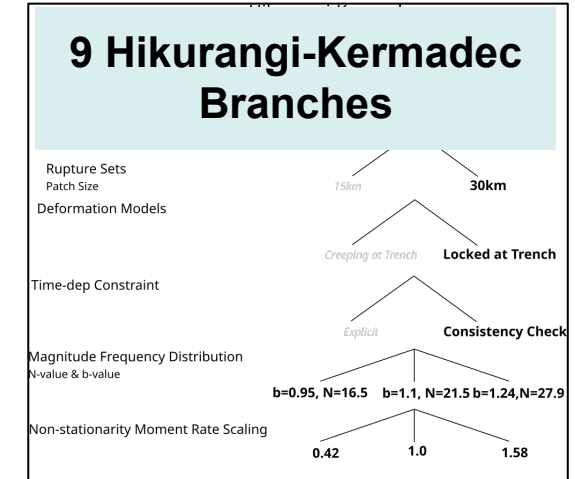 9 Hikurangi-Kermadec
Branches
Rupture Sets
Patch Size
15km
30km
Deformation Models
Creeping at Trench
Locked at Trench
Time-dep Constraint
Explicit
Consistency Check
Magnitude Frequency Distribution
N-value & b-value
b=0.95, N=16.5 b=1.1, N=21.5 b=1.24,N=27.9
Non-stationarity Moment Rate Scaling
0.42 1.0 1.58